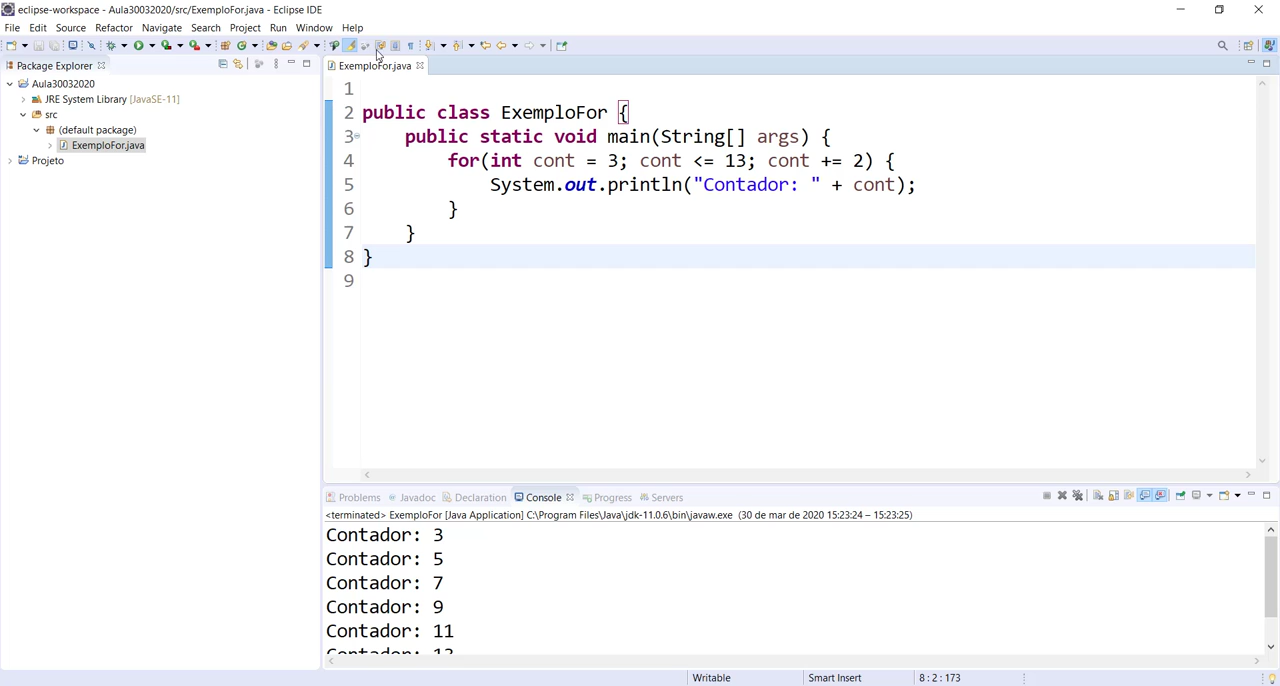 eclipse-workspace - Aula30032020/src/ExemploFor.java - Eclipse IDE
File Edit Source Refactor Navigate Search Project Run Window Help
Package Explorer
ExemploFor.java
Aula30032020
JRE System Library [JavaSE-11]
src
(default package)
ExemploFor.java
Projeto
1
2 public class ExemploFor {
3 public static void main(String[] args) {
4 for(int cont = 3; cont <= 13; cont += 2) {
5 System.out.println("Contador: " + cont);
6 }
7 }
8 }
9
Problems Javadoc Declaration Console Progress Servers
<terminated> ExemploFor [Java Application] C:\Program Files\Java\jdk-11.0.6\bin\javaw.exe (30 de mar de 2020 15:23:24 – 15:23:25)
Contador: 3
Contador: 5
Contador: 7
Contador: 9
Contador: 11
Contador: 13
Writable Smart Insert 8 : 2 : 173